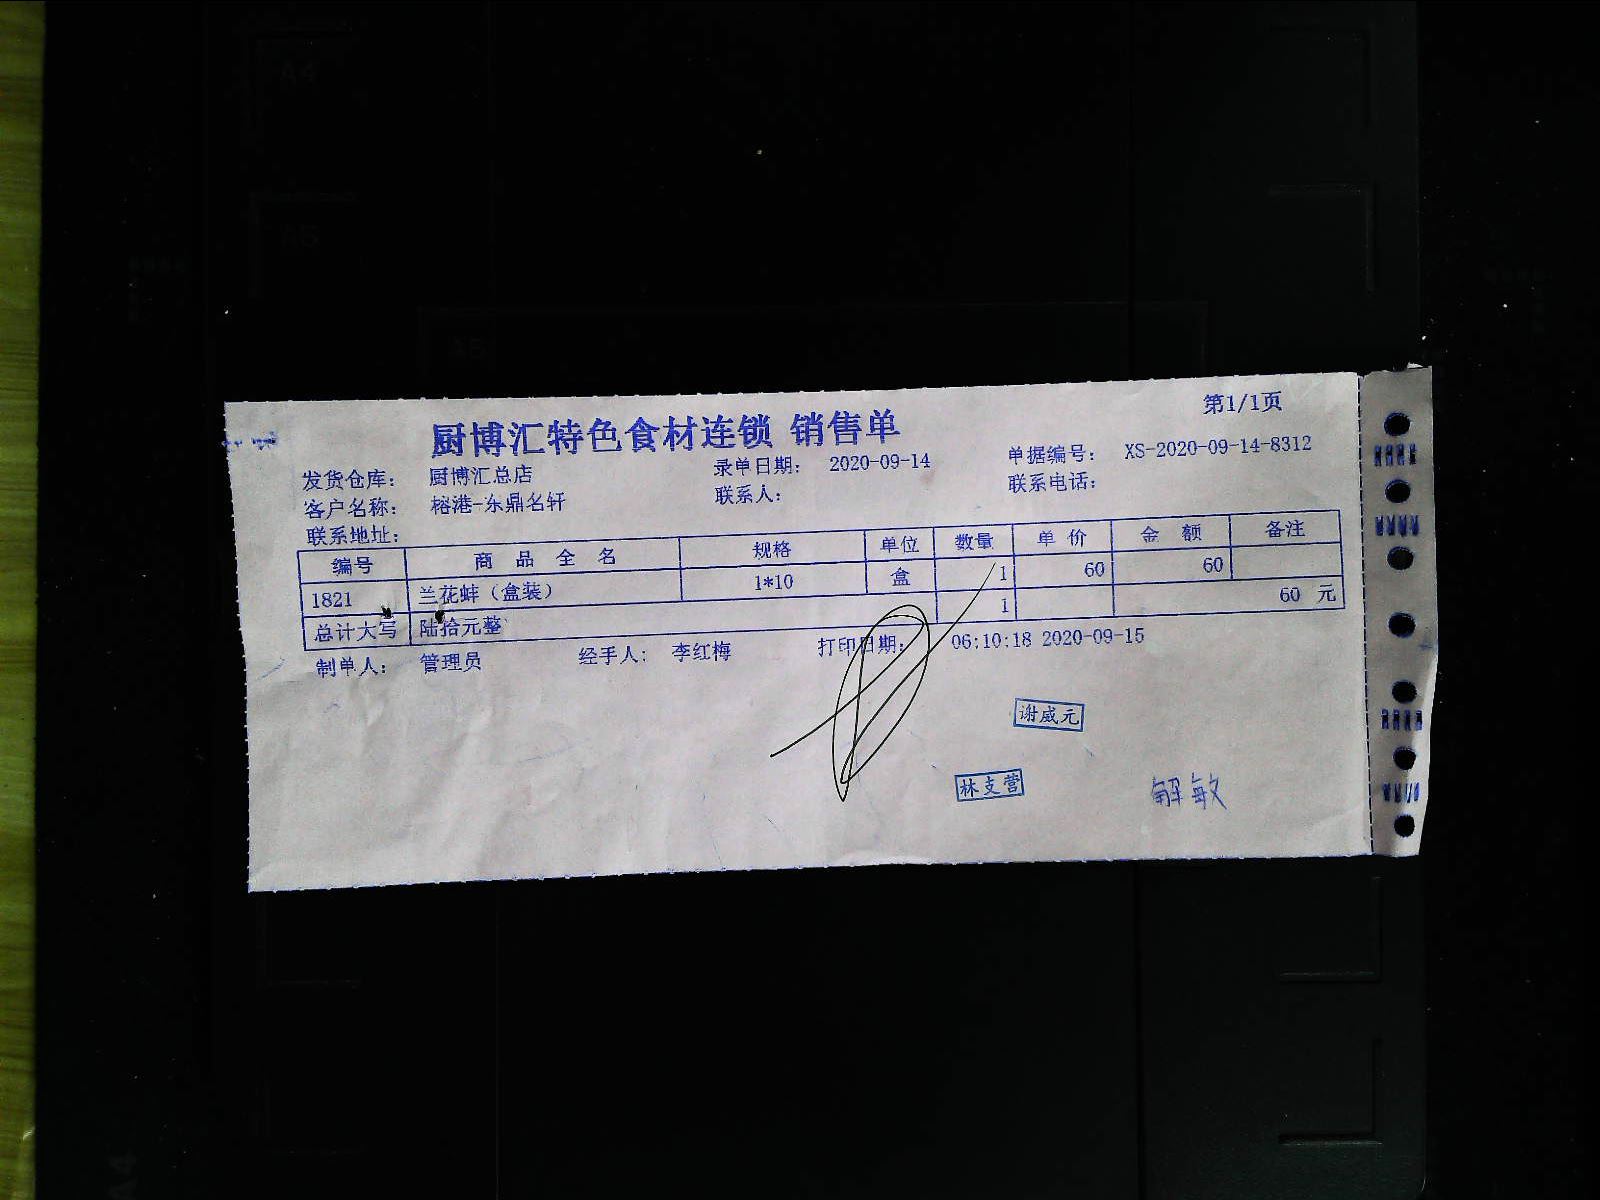 第1/1页
厨博汇特色食材连锁 销售单
发货仓库： 厨博汇总店 录单日期： 2020-09-14 单据编号： XS-2020-09-14-8312
客户名称： 榕港-东鼎名轩 联系人： 联系电话：
联系地址：
编号 商品全名 规格 单位 数量 单价 金额 备注
1821 兰花蚌（盒装） 1*10 盒 1 60 60
总计大写 陆拾元整 1 60 元
制单人： 管理员 经手人： 李红梅 打印日期： 06:10:18 2020-09-15
谢威元
林支营
解敏
A4
A5